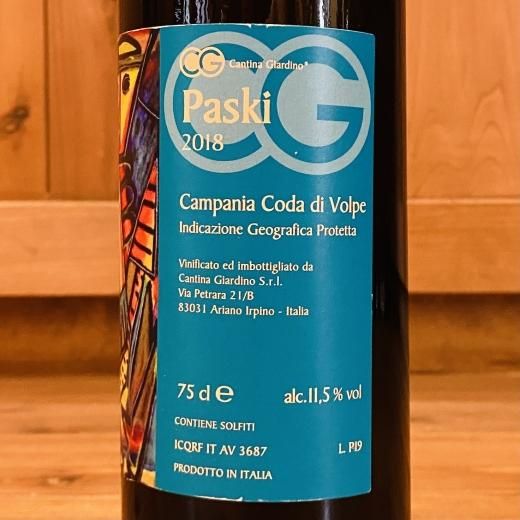 CG Cantina Giardino®
CG
Paski
2018
Campania Coda di Volpe
Indicazione Geografica Protetta
Vinificato ed imbottigliato da
Cantina Giardino S.r.l.
Via Petrara 21/B
83031 Ariano Irpino - Italia
75 cl e alc.11,5 % vol
CONTIENE SOLFITI
ICQRF IT AV 3687 L. P19
PRODOTTO IN ITALIA